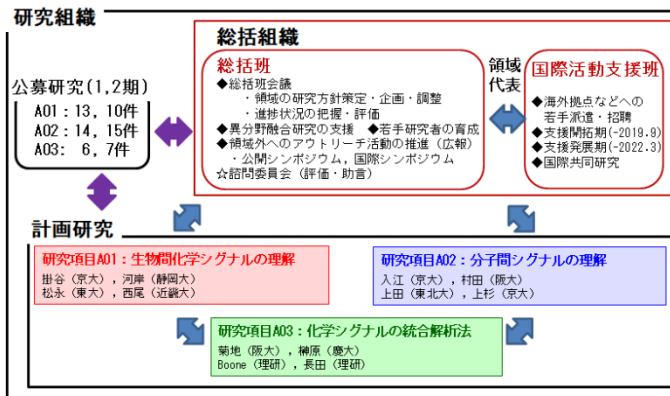 研究組織
総括組織
公募研究(1,2期)
A01：13, 10件
A02：14, 15件
A03： 6, 7件
総括班
◆総括班会議
・領域の研究方針策定・企画・調整
・進捗状況の把握・評価
◆異分野融合研究の支援　◆若手研究者の育成
◆領域外へのアウトリーチ活動の推進（広報）
・公開シンポジウム，国際シンポジウム
☆諮問委員会（評価・助言）
領域
代表
国際活動支援班
◆海外拠点などへの
若手派遣・招聘
◆支援開拓期(-2019.9)
◆支援発展期(-2022.3)
◆国際共同研究
計画研究
研究項目A01：生物間化学シグナルの理解
掛谷（京大），河岸（静岡大）
松永（東大），西尾（近畿大）
研究項目A02：分子間シグナルの理解
入江（京大），村田（阪大）
上田（東北大），上杉（京大）
研究項目A03：化学シグナルの統合解析法
菊地（阪大），榊原（慶大）
Boone（理研），長田（理研）